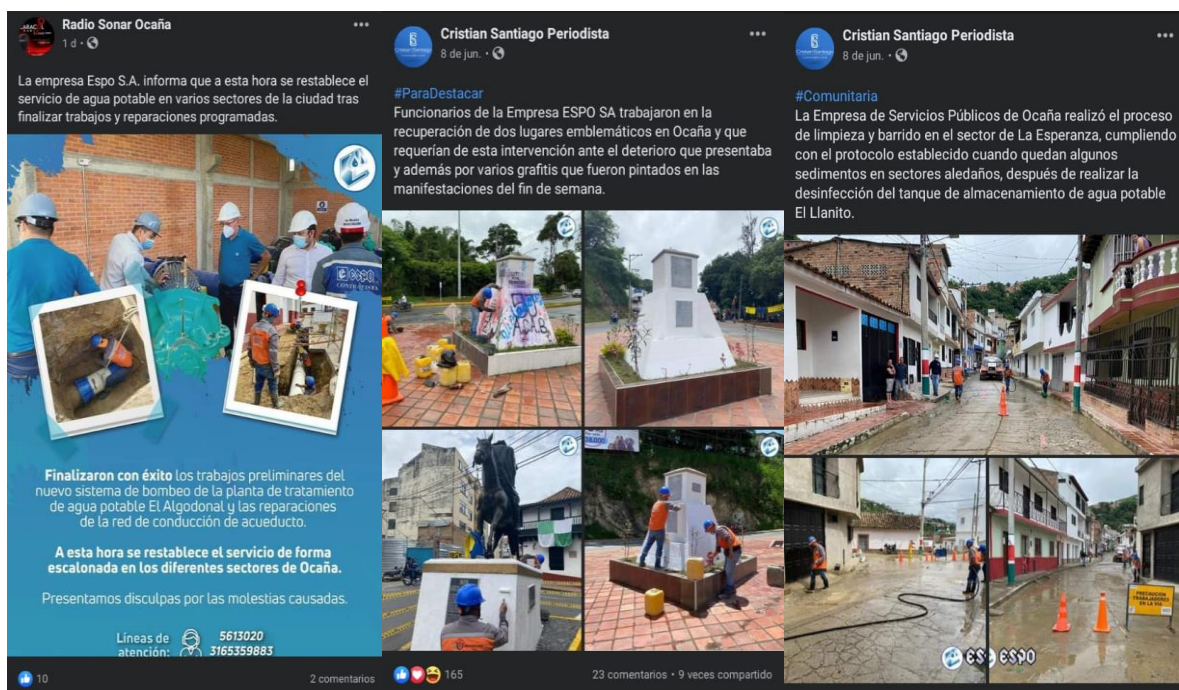 Radio Sonar Ocaña
1 d
La empresa Espo S.A. informa que a esta hora se restablece el
servicio de agua potable en varios sectores de la ciudad tras
finalizar trabajos y reparaciones programadas.
ESPO
Finalizaron con éxito los trabajos preliminares del
nuevo sistema de bombeo de la planta de tratamiento
de agua potable El Algodonal y las reparaciones
de la red de conducción de acueducto.
A esta hora se restablece el servicio de forma
escalonada en los diferentes sectores de Ocaña.
Presentamos disculpas por las molestias causadas.
Líneas de
atención:
5613020
3165359883
10
2 comentarios
Cristian Santiago Periodista
8 de jun.
#ParaDestacar
Funcionarios de la Empresa ESPO SA trabajaron en la
recuperación de dos lugares emblemáticos en Ocaña y que
requerían de esta intervención ante el deterioro que presentaba
y además por varios grafitis que fueron pintados en las
manifestaciones del fin de semana.
165
23 comentarios • 9 veces compartido
Cristian Santiago Periodista
8 de jun.
#Comunitaria
La Empresa de Servicios Públicos de Ocaña realizó el proceso
de limpieza y barrido en el sector de La Esperanza, cumpliendo
con el protocolo establecido cuando quedan algunos
sedimentos en sectores aledaños, después de realizar la
desinfección del tanque de almacenamiento de agua potable
El Llanito.
PRECAUCIÓN
TRABAJADORES
EN LA VÍA
ESPO